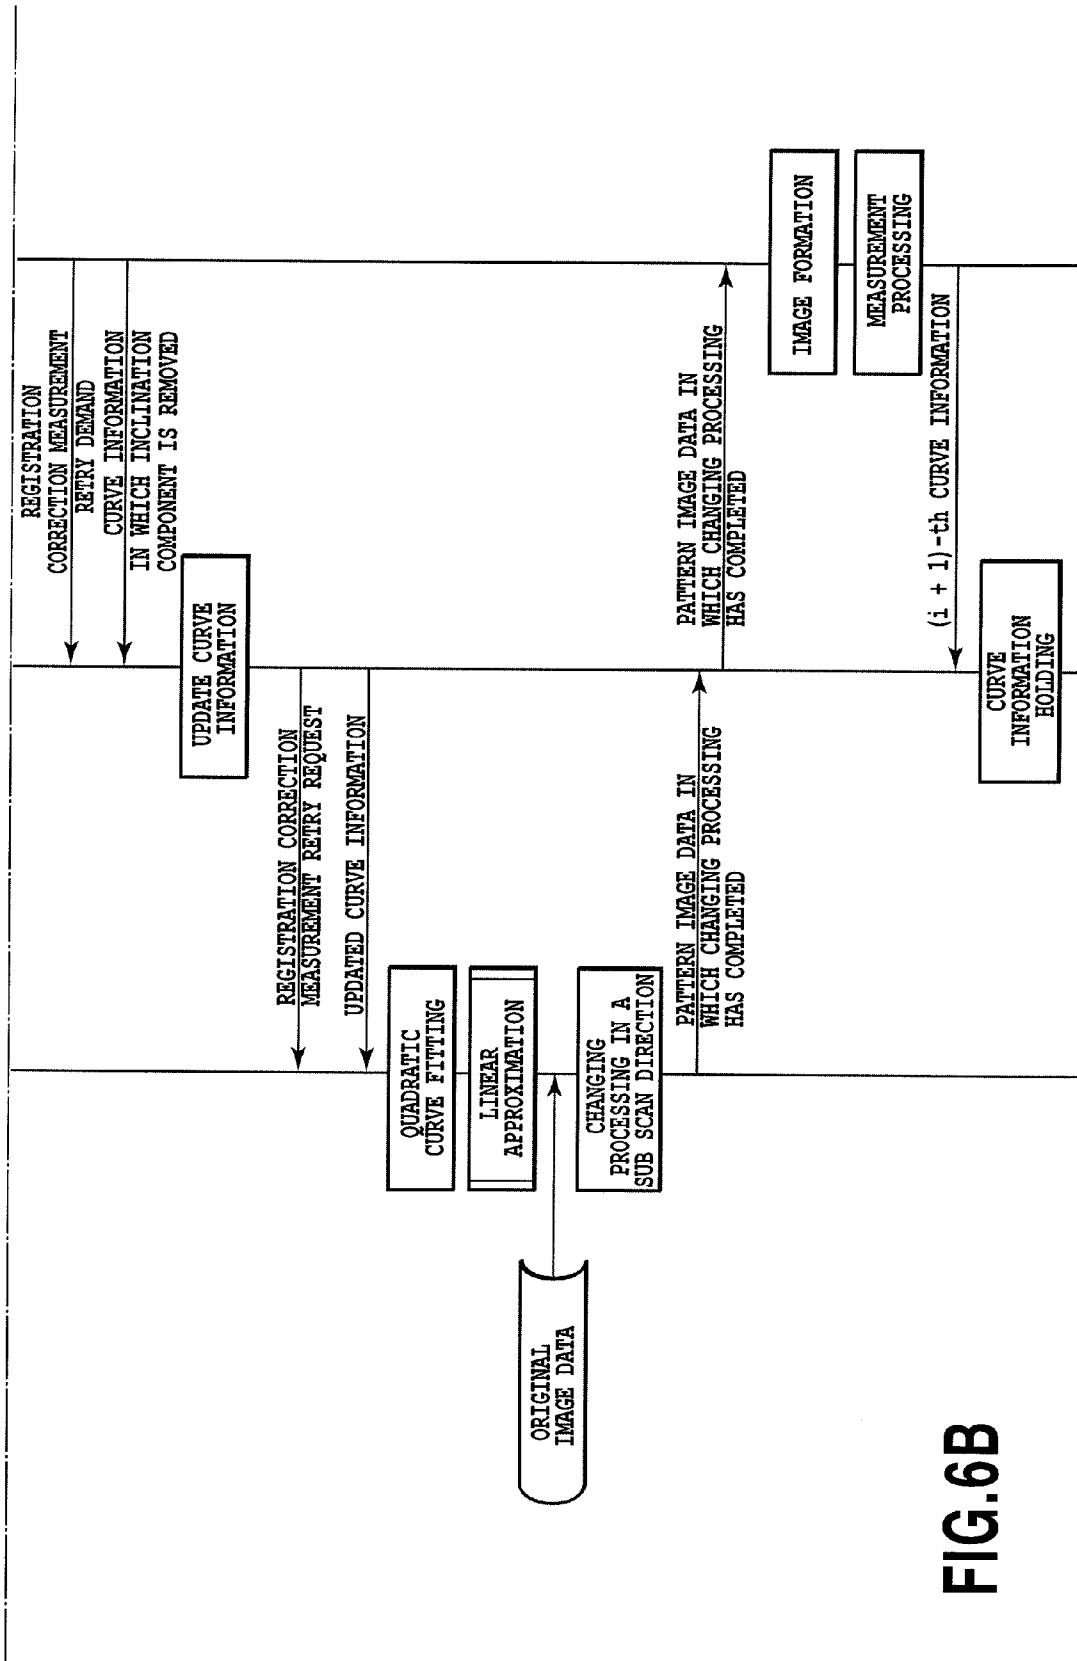 REGISTRATION
CORRECTION MEASUREMENT
RETRY DEMAND
CURVE INFORMATION
IN WHICH INCLINATION
COMPONENT IS REMOVED
UPDATE CURVE
INFORMATION
REGISTRATION CORRECTION
MEASUREMENT RETRY REQUEST
UPDATED CURVE INFORMATION
QUADRATIC
CURVE FITTING
LINEAR
APPROXIMATION
ORIGINAL
IMAGE DATA
CHANGING
PROCESSING IN A
SUB SCAN DIRECTION
PATTERN IMAGE DATA IN
WHICH CHANGING PROCESSING
HAS COMPLETED
PATTERN IMAGE DATA IN
WHICH CHANGING PROCESSING
HAS COMPLETED
IMAGE FORMATION
MEASUREMENT
PROCESSING
(i + 1)-th CURVE INFORMATION
CURVE
INFORMATION
HOLDING
FIG.6B